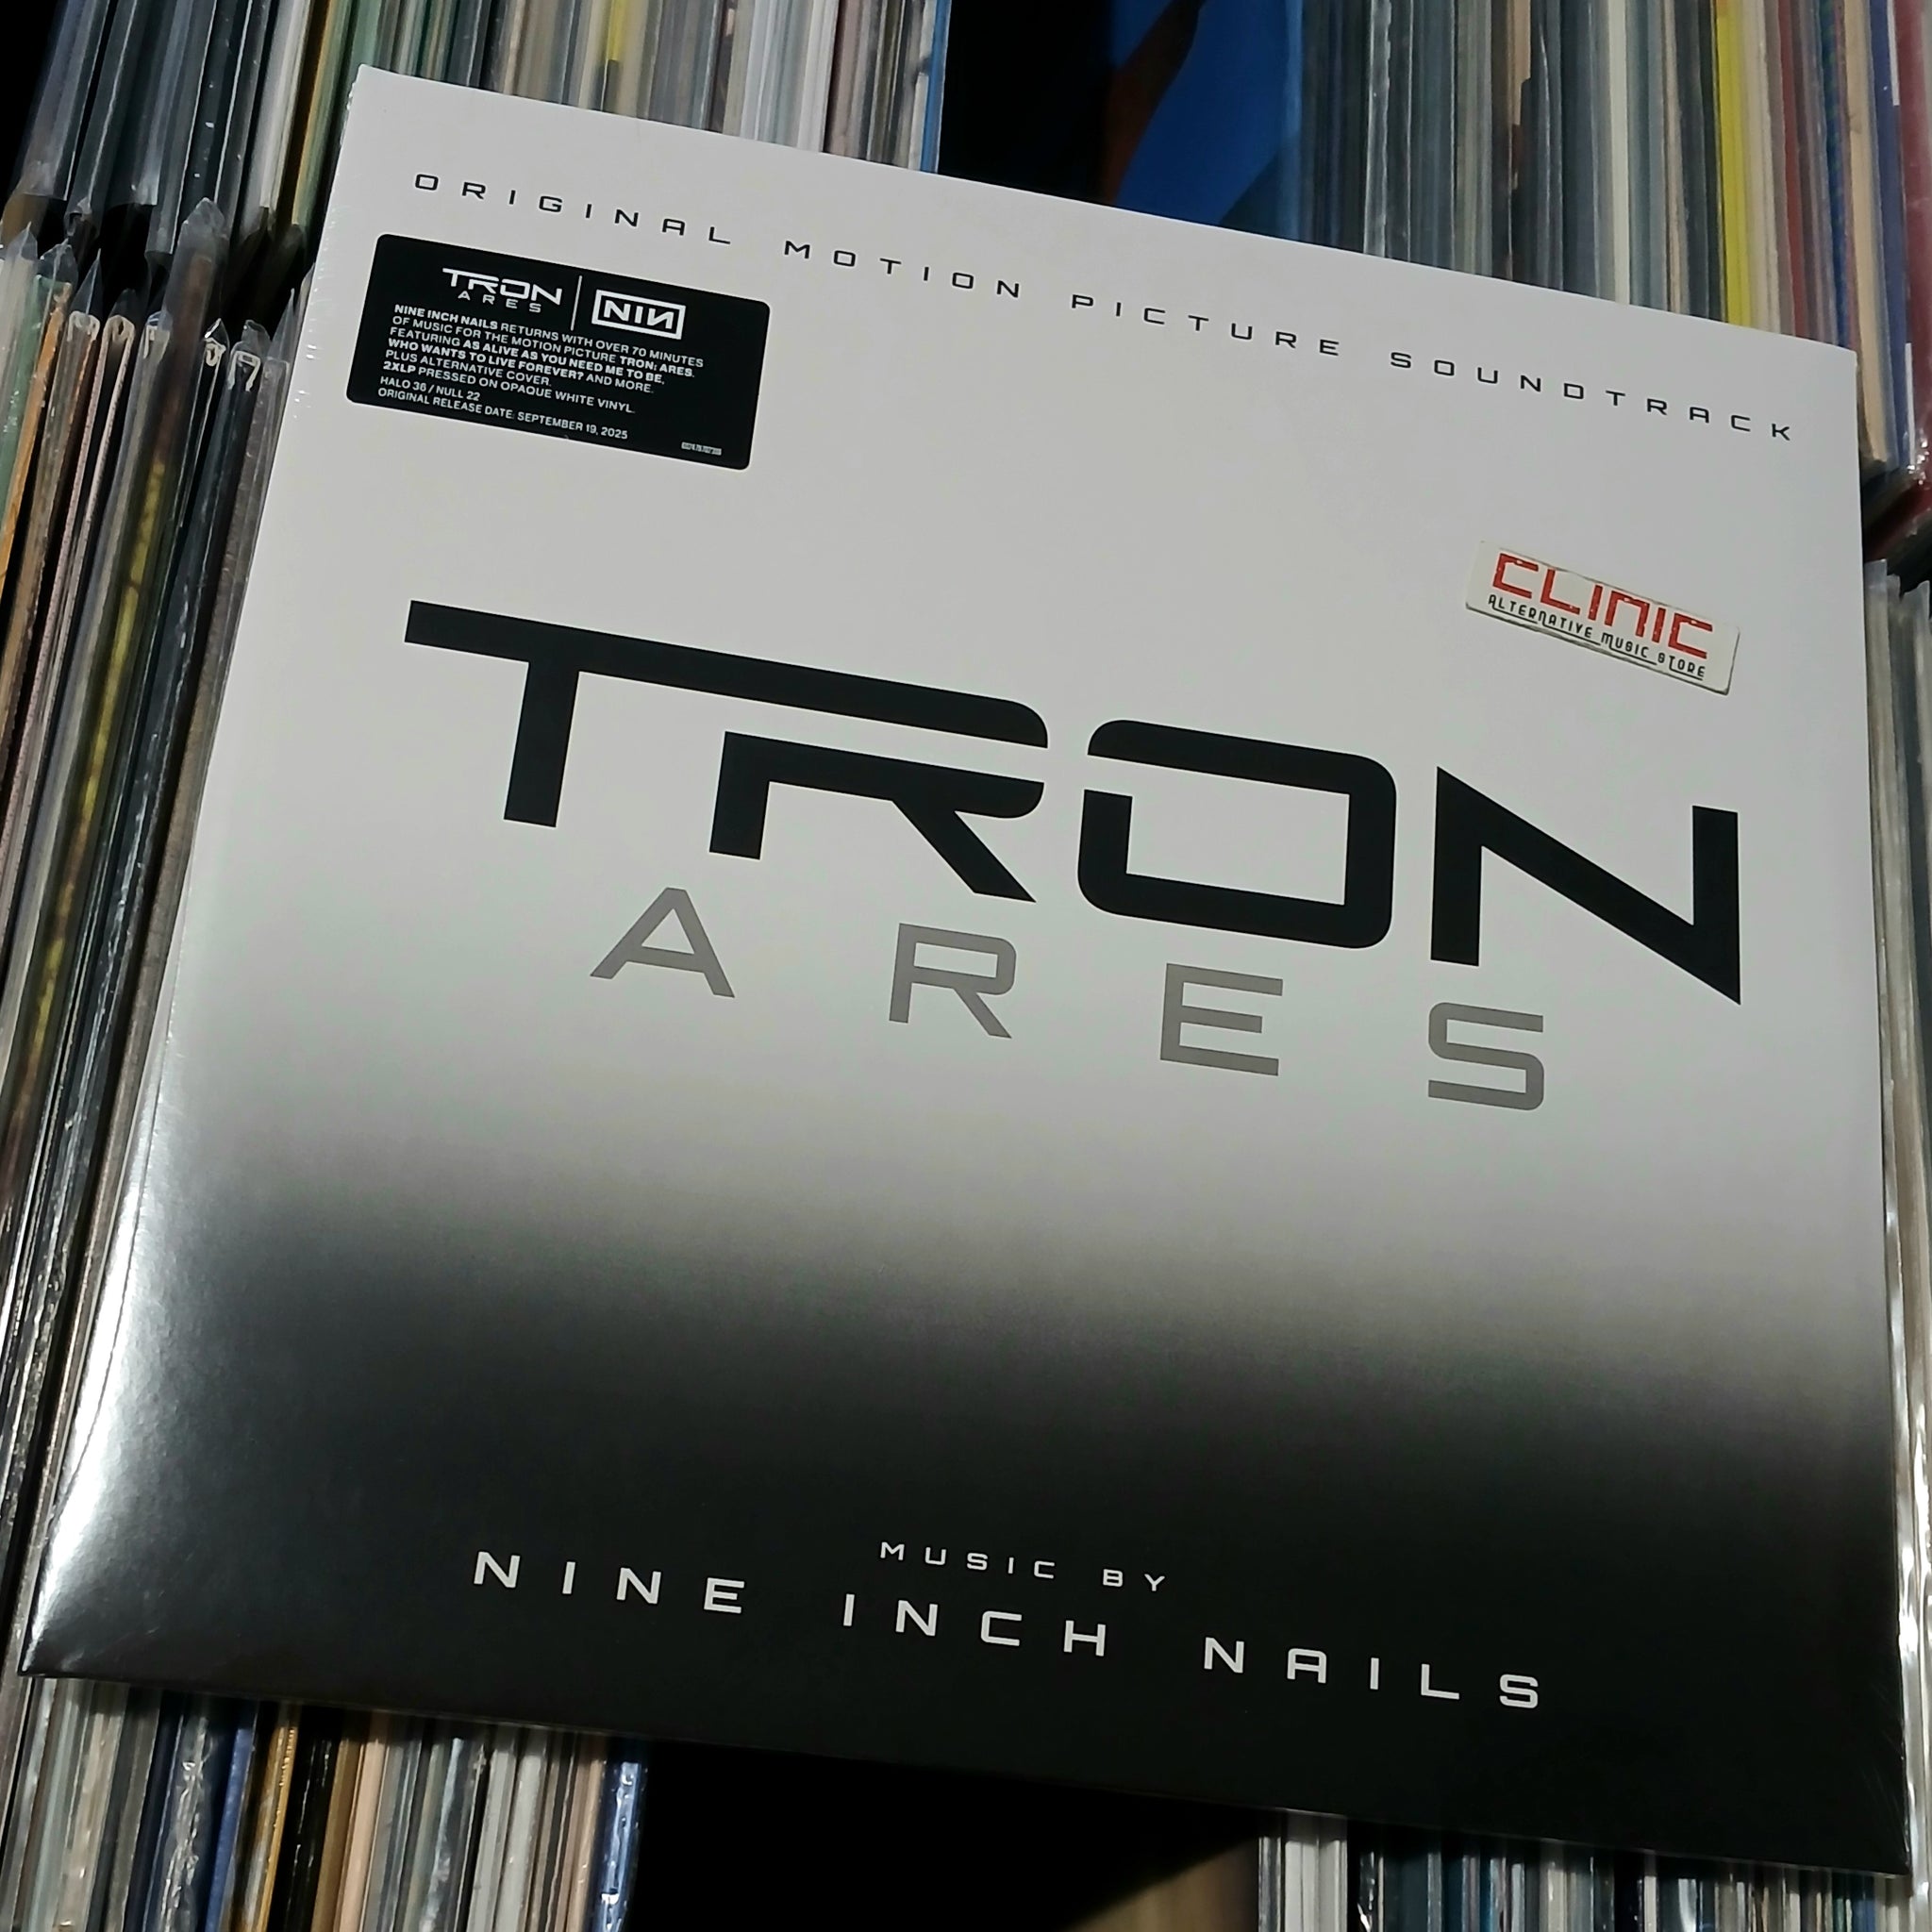 ORIGINAL MOTION PICTURE SOUNDTRACK
TRON
ARES
NIN
NINE INCH NAILS RETURNS WITH OVER 70 MINUTES
OF MUSIC FOR THE MOTION PICTURE TRON: ARES.
FEATURING AS ALIVE AS YOU NEED ME TO BE,
WHO WANTS TO LIVE FOREVER? AND MORE.
PLUS ALTERNATIVE COVER.
2XLP PRESSED ON OPAQUE WHITE VINYL.
HALO 36 / NULL 22
ORIGINAL RELEASE DATE: SEPTEMBER 19, 2025
CLINIC
ALTERNATIVE MUSIC STORE
TRON
ARES
MUSIC BY
NINE INCH NAILS